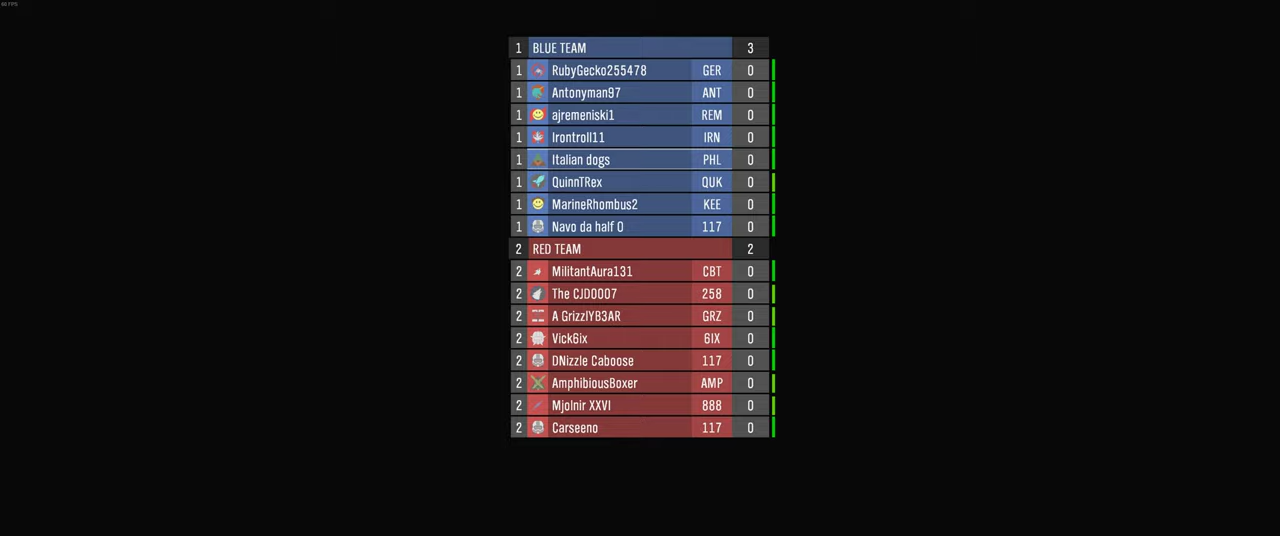 60 FPS
1 BLUE TEAM 3
1 RubyGecko255478 GER 0
1 Antonyman97 ANT 0
1 ajremeniski1 REM 0
1 Irontroll11 IRN 0
1 Italian dogs PHL 0
1 QuinnTRex QUK 0
1 MarineRhombus2 KEE 0
1 Navo da half O 117 0
2 RED TEAM 2
2 MilitantAura131 CBT 0
2 The CJD0007 258 0
2 A GrizzlYB3AR GRZ 0
2 Vick6ix 6IX 0
2 DNizzle Caboose 117 0
2 AmphibiousBoxer AMP 0
2 Mjolnir XXVI 888 0
2 Carseeno 117 0